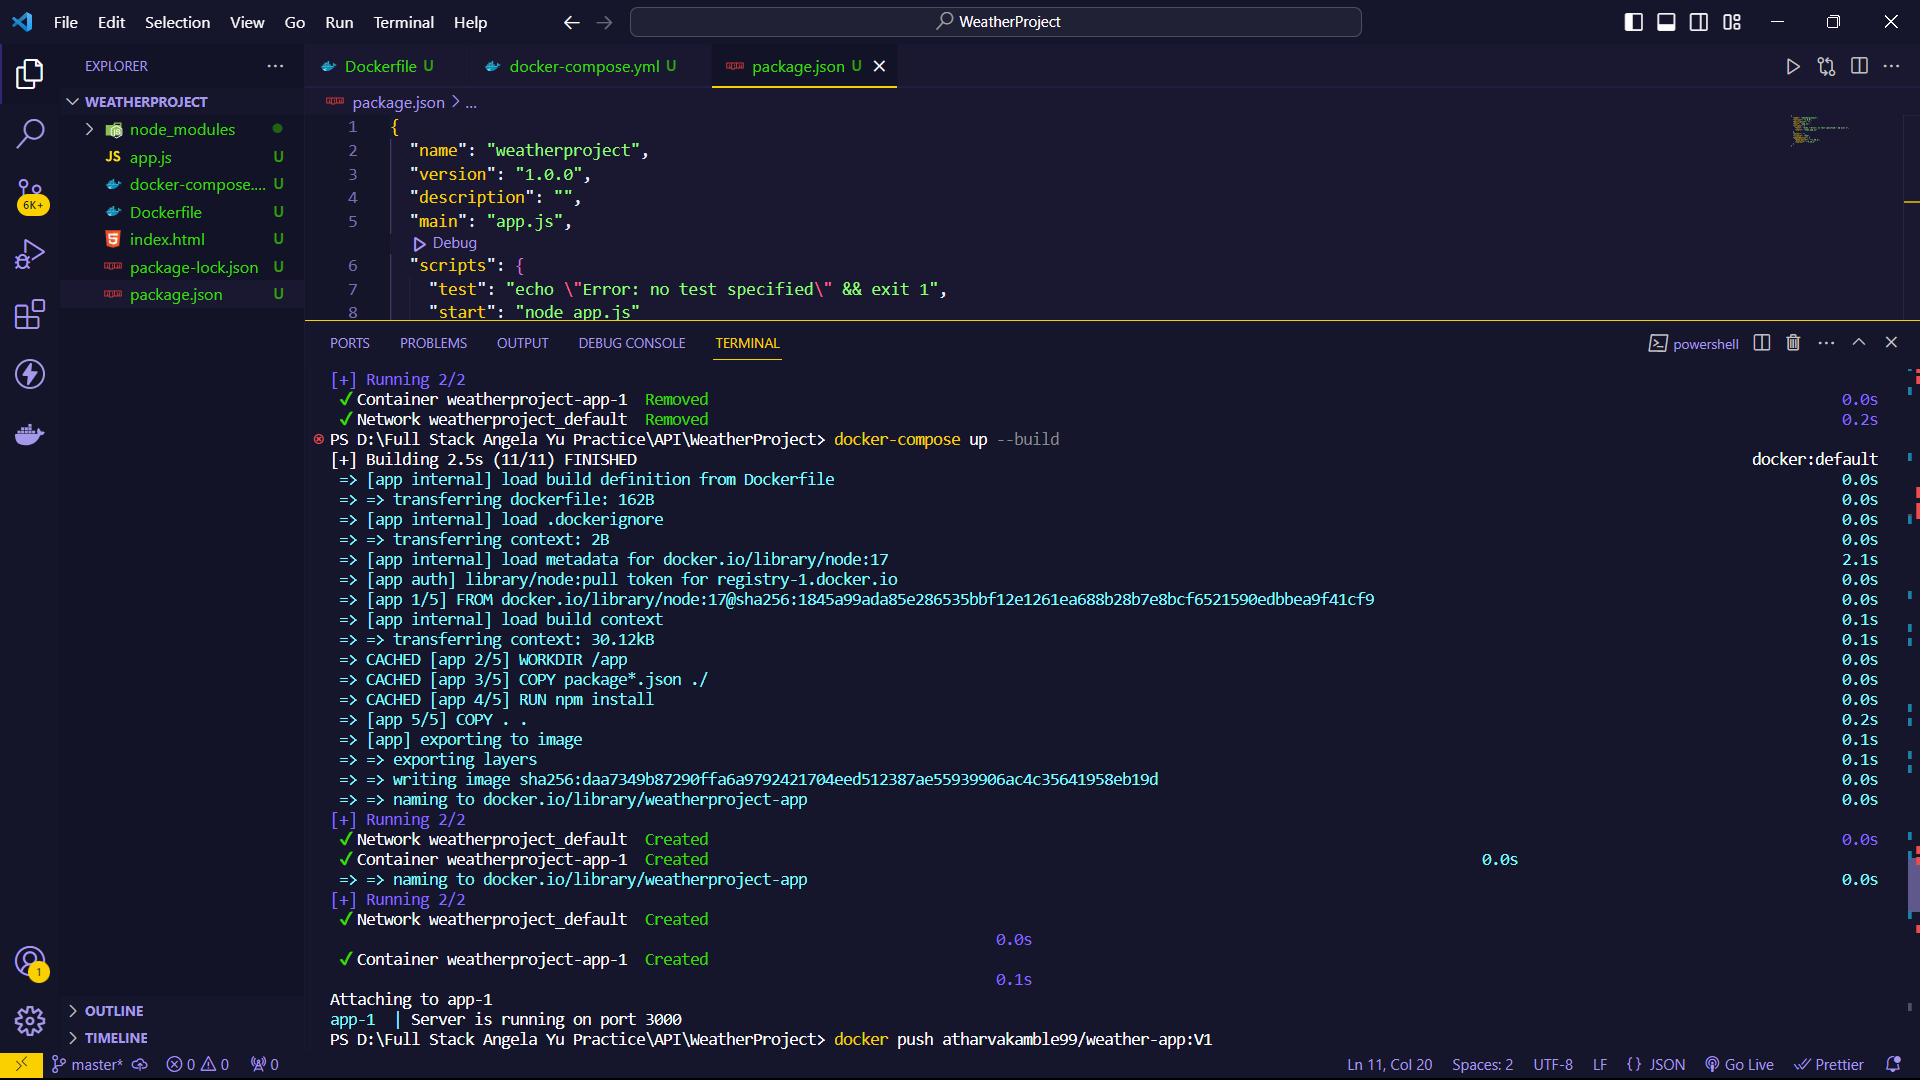 File Edit Selection View Go Run Terminal Help
WeatherProject
EXPLORER
WEATHERPROJECT
node_modules
JS app.js U
docker-compose.... U
Dockerfile U
index.html U
package-lock.json U
package.json U
6K+
1
OUTLINE
TIMELINE
Dockerfile U
docker-compose.yml U
package.json U
package.json > ...
1 {
2 "name": "weatherproject",
3 "version": "1.0.0",
4 "description": "",
5 "main": "app.js",
Debug
6 "scripts": {
7 "test": "echo \"Error: no test specified\" && exit 1",
8 "start": "node app.js"
PORTS PROBLEMS OUTPUT DEBUG CONSOLE TERMINAL
powershell
[+] Running 2/2
✔Container weatherproject-app-1 Removed 0.0s
✔Network weatherproject_default Removed 0.2s
PS D:\Full Stack Angela Yu Practice\API\WeatherProject> docker-compose up --build
[+] Building 2.5s (11/11) FINISHED docker:default
=> [app internal] load build definition from Dockerfile 0.0s
=> => transferring dockerfile: 162B 0.0s
=> [app internal] load .dockerignore 0.0s
=> => transferring context: 2B 0.0s
=> [app internal] load metadata for docker.io/library/node:17 2.1s
=> [app auth] library/node:pull token for registry-1.docker.io 0.0s
=> [app 1/5] FROM docker.io/library/node:17@sha256:1845a99ada85e286535bbf12e1261ea688b28b7e8bcf6521590edbbea9f41cf9 0.0s
=> [app internal] load build context 0.1s
=> => transferring context: 30.12kB 0.1s
=> CACHED [app 2/5] WORKDIR /app 0.0s
=> CACHED [app 3/5] COPY package*.json ./ 0.0s
=> CACHED [app 4/5] RUN npm install 0.0s
=> [app 5/5] COPY . . 0.2s
=> [app] exporting to image 0.1s
=> => exporting layers 0.1s
=> => writing image sha256:daa7349b87290ffa6a9792421704eed512387ae55939906ac4c35641958eb19d 0.0s
=> => naming to docker.io/library/weatherproject-app 0.0s
[+] Running 2/2
✔Network weatherproject_default Created 0.0s
✔Container weatherproject-app-1 Created 0.0s
=> => naming to docker.io/library/weatherproject-app 0.0s
[+] Running 2/2
✔Network weatherproject_default Created
0.0s
✔Container weatherproject-app-1 Created
0.1s
Attaching to app-1
app-1 | Server is running on port 3000
PS D:\Full Stack Angela Yu Practice\API\WeatherProject> docker push atharvakamble99/weather-app:V1
master* 0 0 0
Ln 11, Col 20 Spaces: 2 UTF-8 LF {} JSON Go Live Prettier